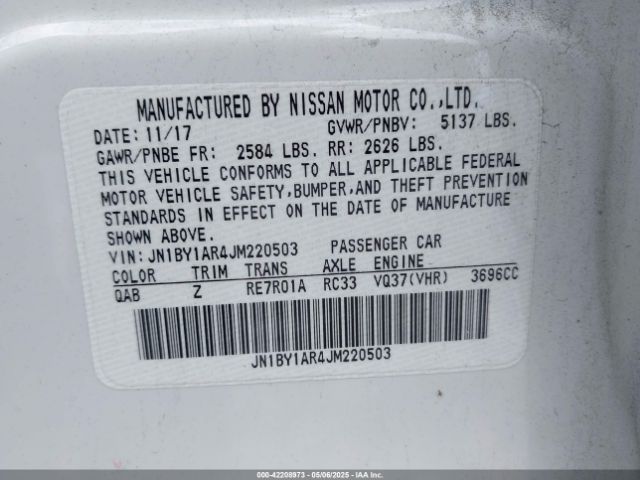 MANUFACTURED BY NISSAN MOTOR CO.,LTD.
DATE: 11/17 GVWR/PNBV: 5137 LBS.
GAWR/PNBE FR: 2584 LBS. RR: 2626 LBS.
THIS VEHICLE CONFORMS TO ALL APPLICABLE FEDERAL
MOTOR VEHICLE SAFETY,BUMPER,AND THEFT PREVENTION
STANDARDS IN EFFECT ON THE DATE OF MANUFACTURE
SHOWN ABOVE.
VIN: JN1BY1AR4JM220503 PASSENGER CAR
COLOR TRIM TRANS AXLE ENGINE
QAB Z RE7R01A RC33 VQ37(VHR) 3696CC
JN1BY1AR4JM220503
000-42208973 - 05/06/2025 - IAAHOLDINGS, LLC